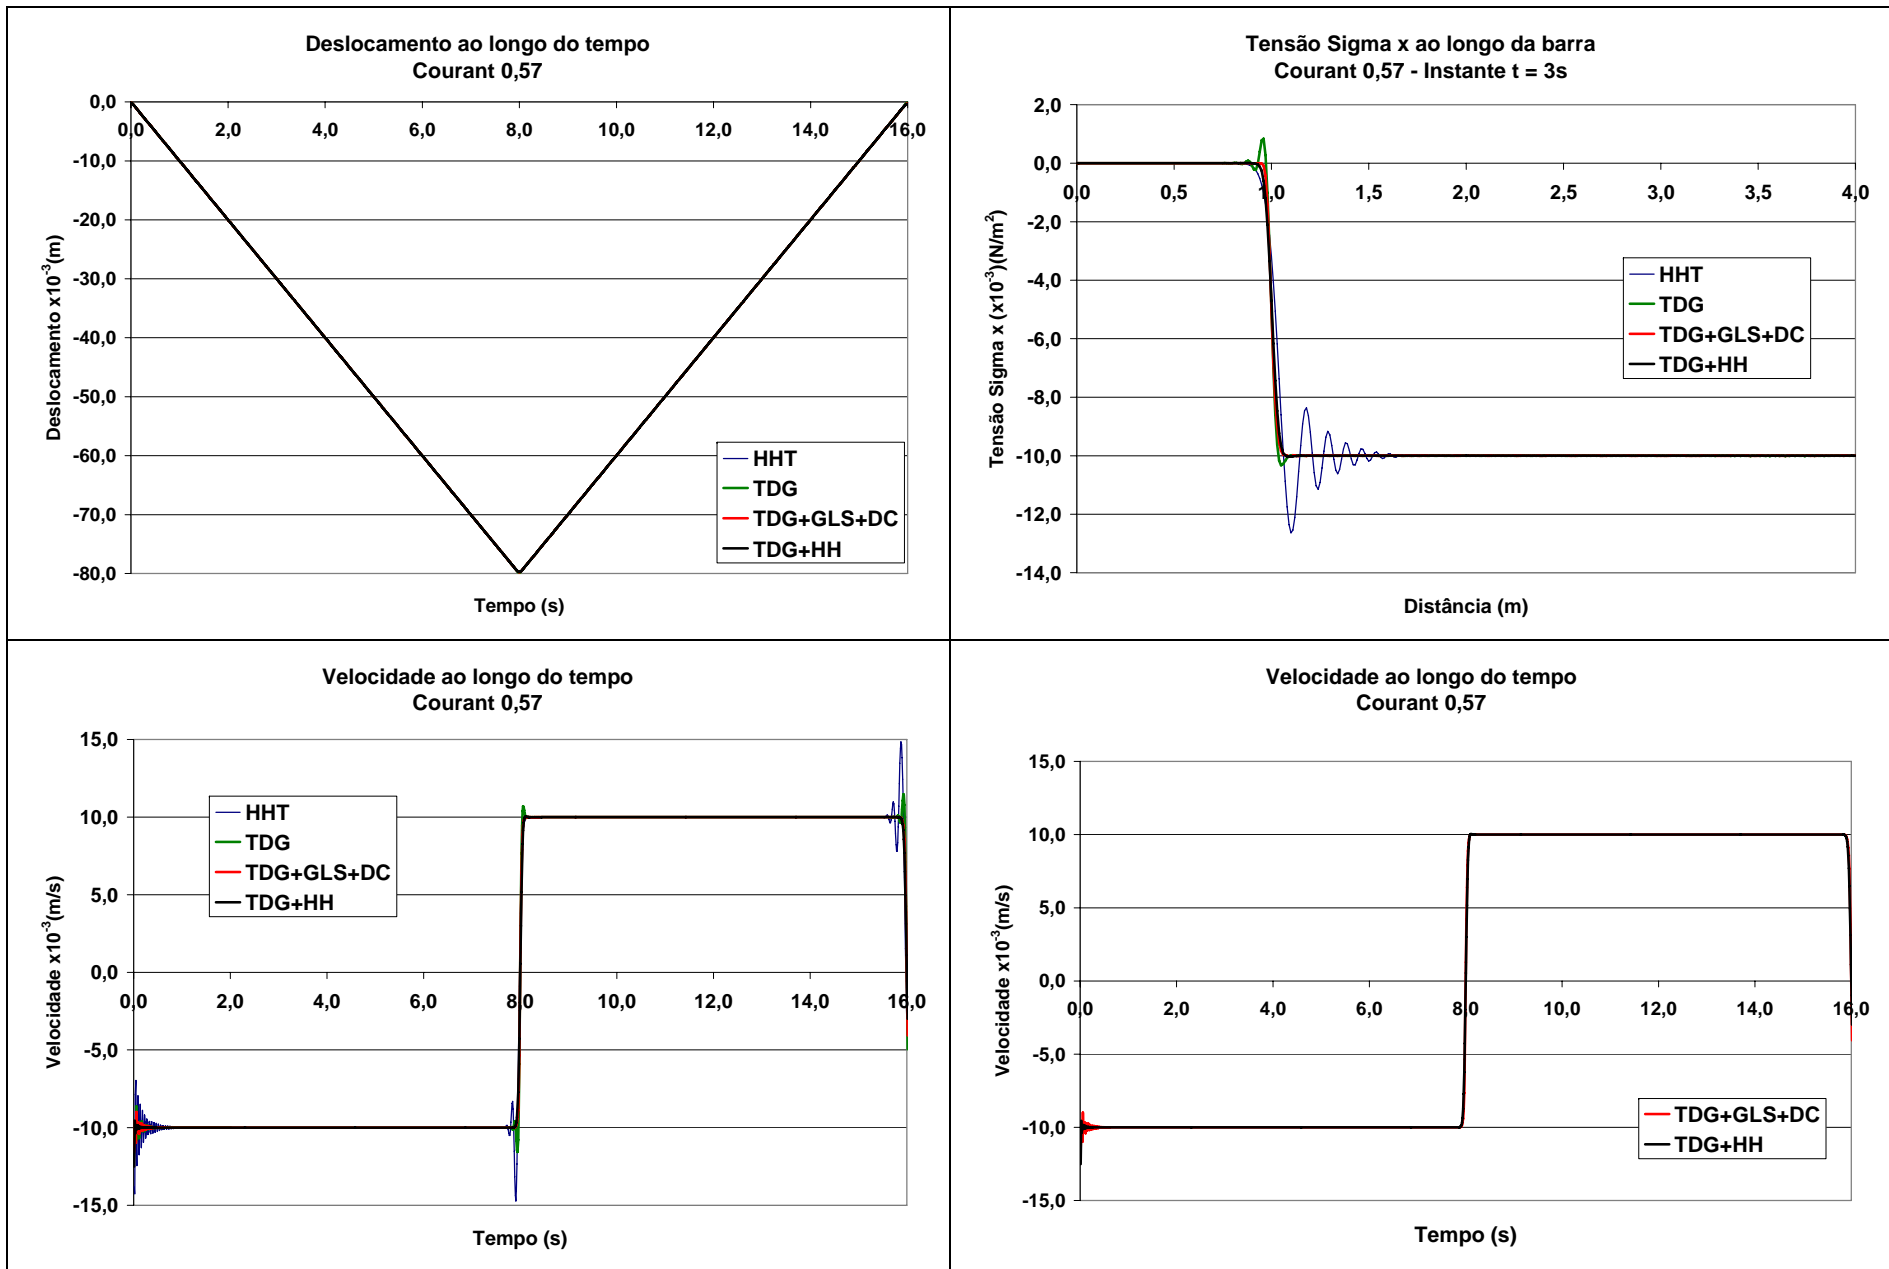 Deslocamento ao longo do tempo
Courant 0,57
0,0
-10,0
-20,0
-30,0
-40,0
-50,0
-60,0
-70,0
-80,0
0,0 2,0 4,0 6,0 8,0 10,0 12,0 14,0 16,0
Deslocamento x10-3(m)
Tempo (s)
HHT
TDG
TDG+GLS+DC
TDG+HH
Tensão Sigma x ao longo da barra
Courant 0,57 - Instante t = 3s
2,0
0,0
-2,0
-4,0
-6,0
-8,0
-10,0
-12,0
-14,0
0,0 0,5 1,0 1,5 2,0 2,5 3,0 3,5 4,0
Tensão Sigma x (x10-3)(N/m2)
Distância (m)
HHT
TDG
TDG+GLS+DC
TDG+HH
Velocidade ao longo do tempo
Courant 0,57
15,0
10,0
5,0
0,0
-5,0
-10,0
-15,0
0,0 2,0 4,0 6,0 8,0 10,0 12,0 14,0 16,0
Velocidade x10-3(m/s)
Tempo (s)
HHT
TDG
TDG+GLS+DC
TDG+HH
Velocidade ao longo do tempo
Courant 0,57
15,0
10,0
5,0
0,0
-5,0
-10,0
-15,0
0,0 2,0 4,0 6,0 8,0 10,0 12,0 14,0 16,0
Velocidade x10-3(m/s)
Tempo (s)
TDG+GLS+DC
TDG+HH